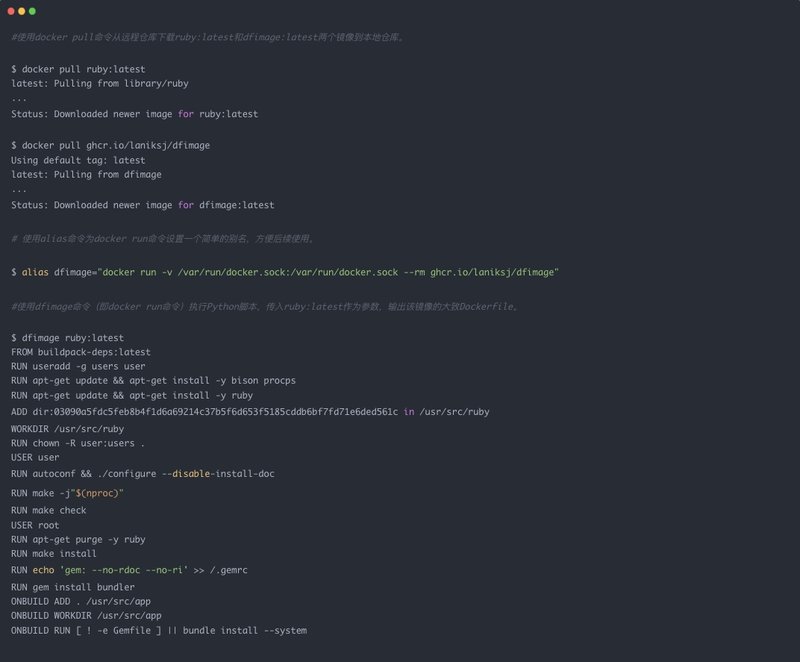 #使用docker pull命令从远程仓库下载ruby:latest和dfimage:latest两个镜像到本地仓库。
$ docker pull ruby:latest
latest: Pulling from library/ruby
...
Status: Downloaded newer image for ruby:latest
$ docker pull ghcr.io/laniksj/dfimage
Using default tag: latest
latest: Pulling from dfimage
...
Status: Downloaded newer image for dfimage:latest
# 使用alias命令为docker run命令设置一个简单的别名，方便后续使用。
$ alias dfimage="docker run -v /var/run/docker.sock:/var/run/docker.sock --rm ghcr.io/laniksj/dfimage"
#使用dfimage命令（即docker run命令）执行Python脚本，传入ruby:latest作为参数，输出该镜像的大致Dockerfile。
$ dfimage ruby:latest
FROM buildpack-deps:latest
RUN useradd -g users user
RUN apt-get update && apt-get install -y bison procps
RUN apt-get update && apt-get install -y ruby
ADD dir:03090a5fdc5feb8b4f1d6a69214c37b5f6d653f5185cddb6bf7fd71e6ded561c in /usr/src/ruby
WORKDIR /usr/src/ruby
RUN chown -R user:users .
USER user
RUN autoconf && ./configure --disable-install-doc
RUN make -j"$(nproc)"
RUN make check
USER root
RUN apt-get purge -y ruby
RUN make install
RUN echo 'gem: --no-rdoc --no-ri' >> /.gemrc
RUN gem install bundler
ONBUILD ADD . /usr/src/app
ONBUILD WORKDIR /usr/src/app
ONBUILD RUN [ ! -e Gemfile ] || bundle install --system